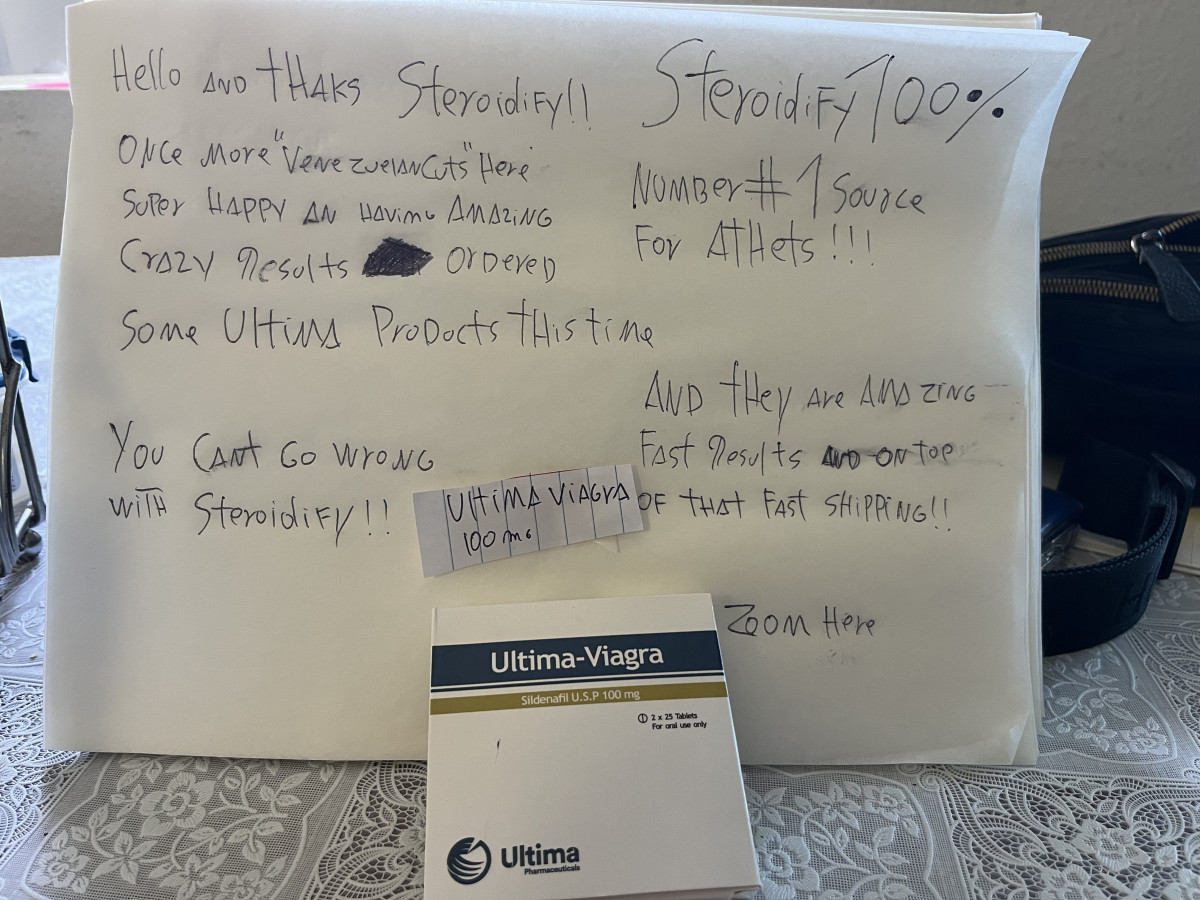 Hello AND tHAKS Steroidify!!
ONCE More "VENEzuelANCuts" Here
SuPer HAPPY AN HAVING AMAZING
CrAZY Results OrDereD
Some UltimA ProDocts tHis time
You CANt Go wroNG
witH Steroidify!!
Steroidify 100%
Number # 1 Source
For AtHets!!!
AND tHey Are AMAZING
FAst Results AND ON top
OF tHAt FAst SHiPPiNG!!
UltimA ViAGrA
100 mG
Zoom Here
Ultima-Viagra
Sildenafil U.S.P 100 mg
2 x 25 Tablets
For oral use only
Ultima
Pharmaceuticals